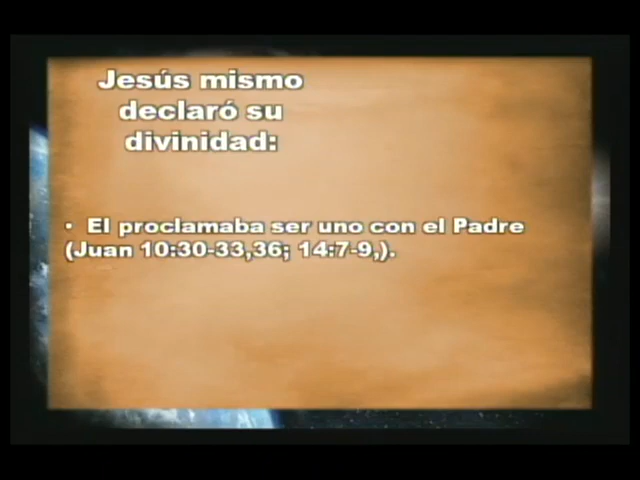 Jesús mismo
declaró su
divinidad:
• El proclamaba ser uno con el Padre
(Juan 10:30-33,36; 14:7-9,).